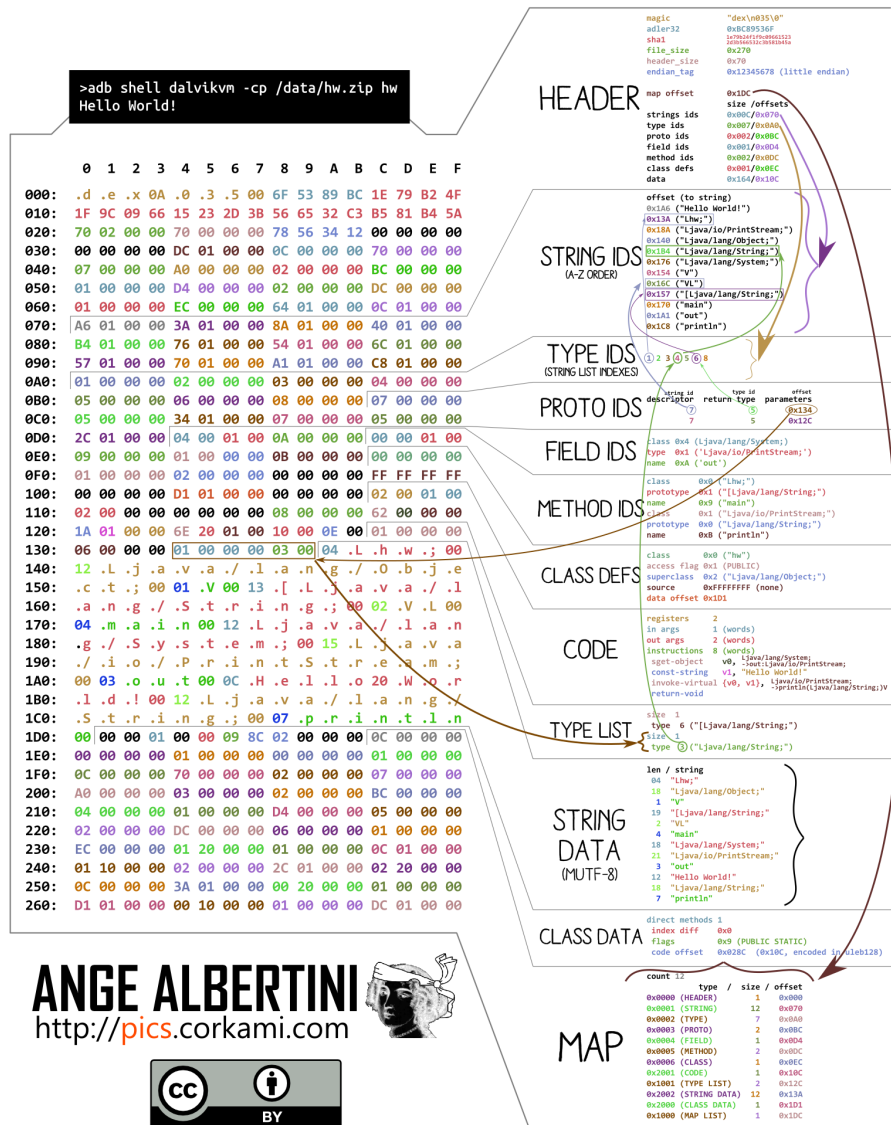 >adb shell dalvikvm -cp /data/hw.zip hw
Hello World!
0 1 2 3 4 5 6 7 8 9 A B C D E F
000: .d .e .x 0A .0 .3 .5 00 6F 53 89 BC 1E 79 B2 4F
010: 1F 9C 09 66 15 23 2D 3B 56 65 32 C3 B5 81 B4 5A
020: 70 02 00 00 70 00 00 00 78 56 34 12 00 00 00 00
030: 00 00 00 00 DC 01 00 00 0C 00 00 00 70 00 00 00
040: 07 00 00 00 A0 00 00 00 02 00 00 00 BC 00 00 00
050: 01 00 00 00 D4 00 00 00 02 00 00 00 DC 00 00 00
060: 01 00 00 00 EC 00 00 00 64 01 00 00 0C 01 00 00
070: A6 01 00 00 3A 01 00 00 8A 01 00 00 40 01 00 00
080: B4 01 00 00 76 01 00 00 54 01 00 00 6C 01 00 00
090: 57 01 00 00 70 01 00 00 A1 01 00 00 C8 01 00 00
0A0: 01 00 00 00 02 00 00 00 03 00 00 00 04 00 00 00
0B0: 05 00 00 00 06 00 00 00 08 00 00 00 07 00 00 00
0C0: 05 00 00 00 34 01 00 00 07 00 00 00 05 00 00 00
0D0: 2C 01 00 00 04 00 01 00 0A 00 00 00 00 00 01 00
0E0: 09 00 00 00 01 00 00 00 0B 00 00 00 00 00 00 00
0F0: 01 00 00 00 02 00 00 00 00 00 00 00 FF FF FF FF
100: 00 00 00 00 D1 01 00 00 00 00 00 00 02 00 01 00
110: 02 00 00 00 00 00 00 00 08 00 00 00 62 00 00 00
120: 1A 01 00 00 6E 20 01 00 10 00 0E 00 01 00 00 00
130: 06 00 00 00 01 00 00 00 03 00 04 .L .h .w .; 00
140: 12 .L .j .a .v .a ./ .l .a .n .g ./ .O .b .j .e
150: .c .t .; 00 01 .V 00 13 .[ .L .j .a .v .a ./ .l
160: .a .n .g ./ .S .t .r .i .n .g .; 00 02 .V .L 00
170: 04 .m .a .i .n 00 12 .L .j .a .v .a ./ .l .a .n
180: .g ./ .S .y .s .t .e .m .; 00 15 .L .j .a .v .a
190: ./ .i .o ./ .P .r .i .n .t .S .t .r .e .a .m .;
1A0: 00 03 .o .u .t 00 0C .H .e .l .l .o 20 .W .o .r
1B0: .l .d .! 00 12 .L .j .a .v .a ./ .l .a .n .g ./
1C0: .S .t .r .i .n .g .; 00 07 .p .r .i .n .t .l .n
1D0: 00 00 00 01 00 00 09 8C 02 00 00 00 0C 00 00 00
1E0: 00 00 00 00 01 00 00 00 00 00 00 00 01 00 00 00
1F0: 0C 00 00 00 70 00 00 00 02 00 00 00 07 00 00 00
200: A0 00 00 00 03 00 00 00 02 00 00 00 BC 00 00 00
210: 04 00 00 00 01 00 00 00 D4 00 00 00 05 00 00 00
220: 02 00 00 00 DC 00 00 00 06 00 00 00 01 00 00 00
230: EC 00 00 00 01 20 00 00 01 00 00 00 0C 01 00 00
240: 01 10 00 00 02 00 00 00 2C 01 00 00 02 20 00 00
250: 0C 00 00 00 3A 01 00 00 00 20 00 00 01 00 00 00
260: D1 01 00 00 00 10 00 00 01 00 00 00 DC 01 00 00
ANGE ALBERTINI
http://pics.corkami.com
cc
BY
HEADER
magic "dex\n035\0"
adler32 0xBC89536F
sha1 1e79b24f1f9c09661523
2d3b566532c3b581b45a
file_size 0x270
header_size 0x70
endian_tag 0x12345678 (little endian)
map offset 0x1DC
size /offsets
strings ids 0x00C/0x070
type ids 0x007/0x0A0
proto ids 0x002/0x0BC
field ids 0x001/0x0D4
method ids 0x002/0x0DC
class defs 0x001/0x0EC
data 0x164/0x10C
STRING IDS
(A-Z ORDER)
offset (to string)
0x1A6 ("Hello World!")
0x13A ("Lhw;")
0x18A ("Ljava/io/PrintStream;")
0x140 ("Ljava/lang/Object;")
0x1B4 ("Ljava/lang/String;")
0x176 ("Ljava/lang/System;")
0x154 ("V")
0x16C ("VL")
0x157 ("[Ljava/lang/String;")
0x170 ("main")
0x1A1 ("out")
0x1C8 ("println")
TYPE IDS
(STRING LIST INDEXES)
1 2 3 4 5 6 8
PROTO IDS
string id type id offset
descriptor return type parameters
7 5 0x134
7 5 0x12C
FIELD IDS
class 0x4 (Ljava/lang/System;)
type 0x1 ('Ljava/io/PrintStream;')
name 0xA ('out')
METHOD IDS
class 0x0 ("Lhw;")
prototype 0x1 ("[Ljava/lang/String;")
name 0x9 ("main")
class 0x1 ("Ljava/io/PrintStream;")
prototype 0x0 ("Ljava/lang/String;")
name 0xB ("println")
CLASS DEFS
class 0x0 ("hw")
access flag 0x1 (PUBLIC)
superclass 0x2 ("Ljava/lang/Object;")
source 0xFFFFFFFF (none)
data offset 0x1D1
CODE
registers 2
in args 1 (words)
out args 2 (words)
instructions 8 (words)
sget-object v0, Ljava/lang/System;
->out:Ljava/io/PrintStream;
const-string v1, "Hello World!"
invoke-virtual {v0, v1}, Ljava/io/PrintStream;
->println(Ljava/lang/String;)V
return-void
TYPE LIST
size 1
type 6 ("[Ljava/lang/String;")
size 1
type 3 ("Ljava/lang/String;")
STRING DATA
(MUTF-8)
len / string
04 "Lhw;"
18 "Ljava/lang/Object;"
1 "V"
19 "[Ljava/lang/String;"
2 "VL"
4 "main"
18 "Ljava/lang/System;"
21 "Ljava/io/PrintStream;"
3 "out"
12 "Hello World!"
18 "Ljava/lang/String;"
7 "println"
CLASS DATA
direct methods 1
index diff 0x0
flags 0x9 (PUBLIC STATIC)
code offset 0x028C (0x10C, encoded in uleb128)
MAP
count 12
type / size / offset
0x0000 (HEADER) 1 0x000
0x0001 (STRING) 12 0x070
0x0002 (TYPE) 7 0x0A0
0x0003 (PROTO) 2 0x0BC
0x0004 (FIELD) 1 0x0D4
0x0005 (METHOD) 2 0x0DC
0x0006 (CLASS) 1 0x0EC
0x2001 (CODE) 1 0x10C
0x1001 (TYPE LIST) 2 0x12C
0x2002 (STRING DATA) 12 0x13A
0x2000 (CLASS DATA) 1 0x1D1
0x1000 (MAP LIST) 1 0x1DC